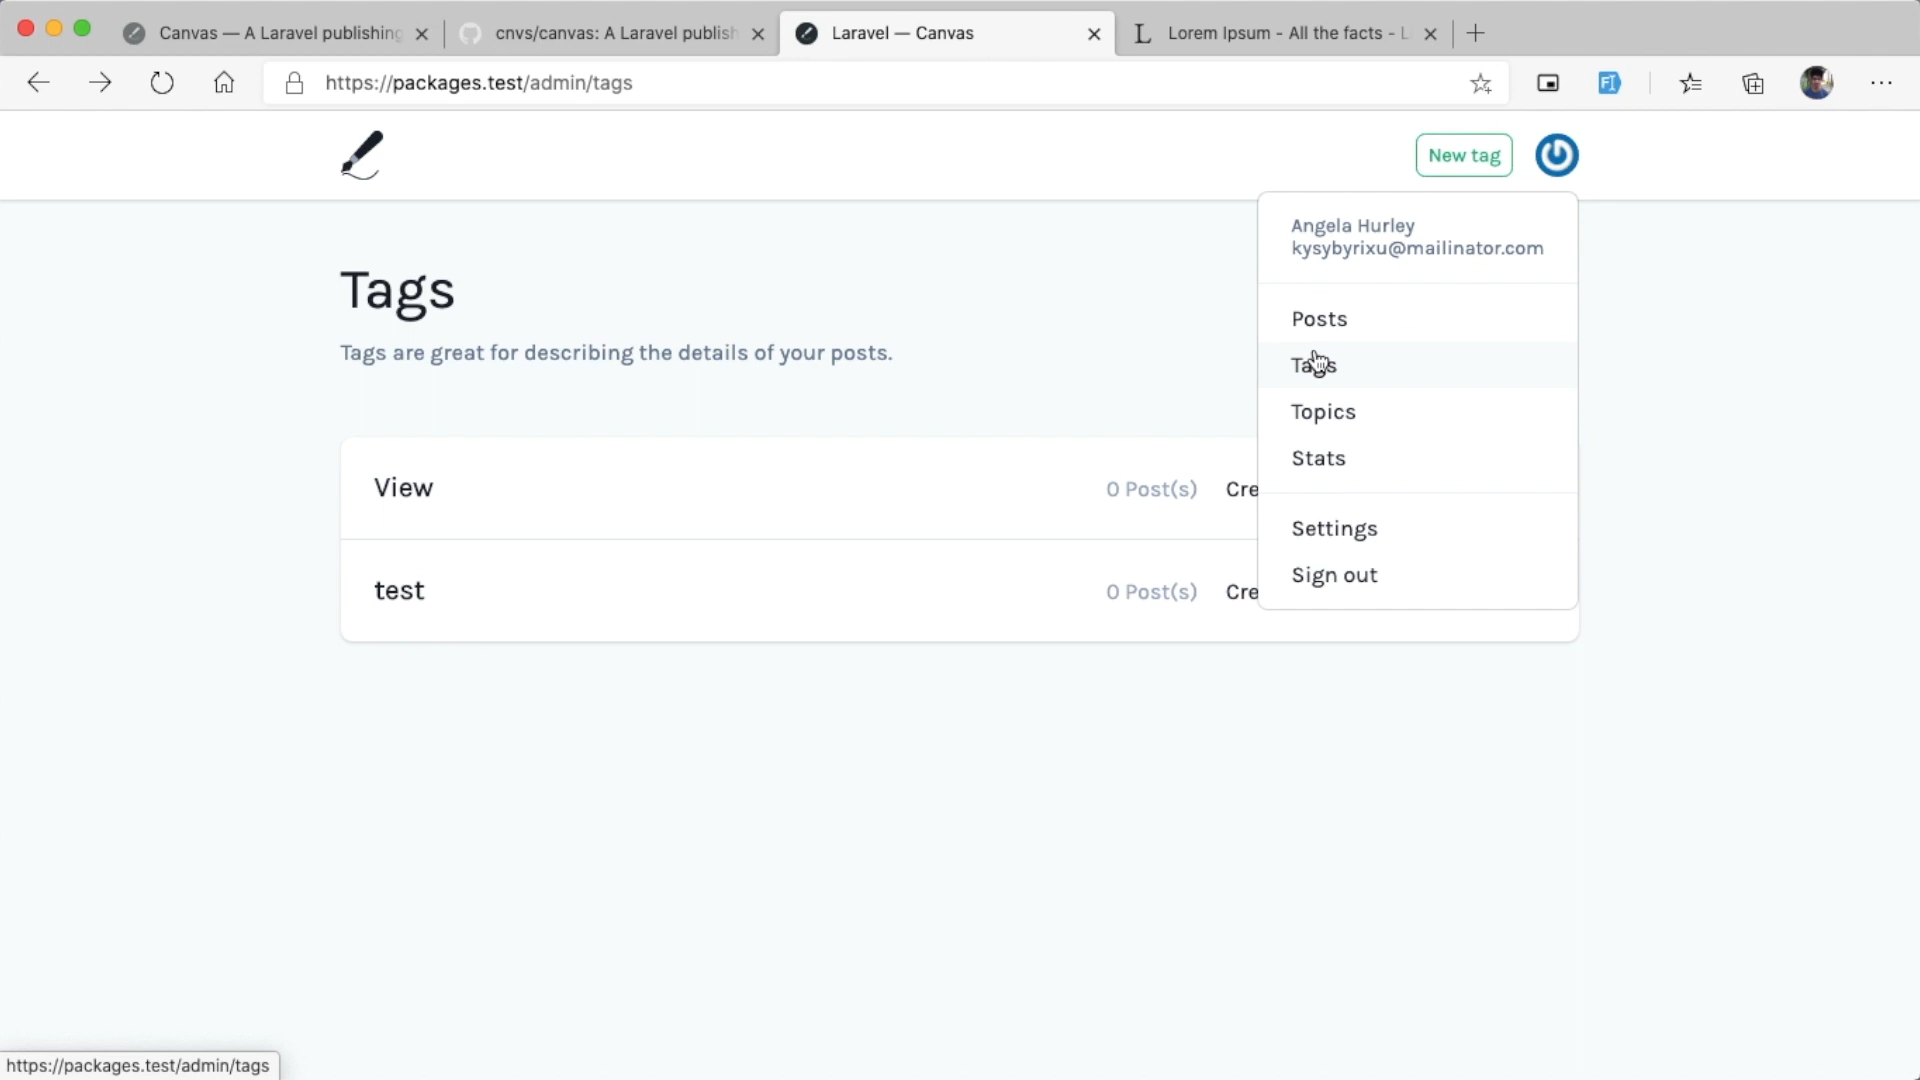 Canvas — A Laravel publishing
cnvs/canvas: A Laravel publish
Laravel — Canvas
L Lorem Ipsum - All the facts - L
https://packages.test/admin/tags
New tag
Angela Hurley
kysybyrixu@mailinator.com
Tags
Tags are great for describing the details of your posts.
Posts
Tags
Topics
Stats
Settings
Sign out
View 0 Post(s) Cre
test 0 Post(s) Cre
https://packages.test/admin/tags